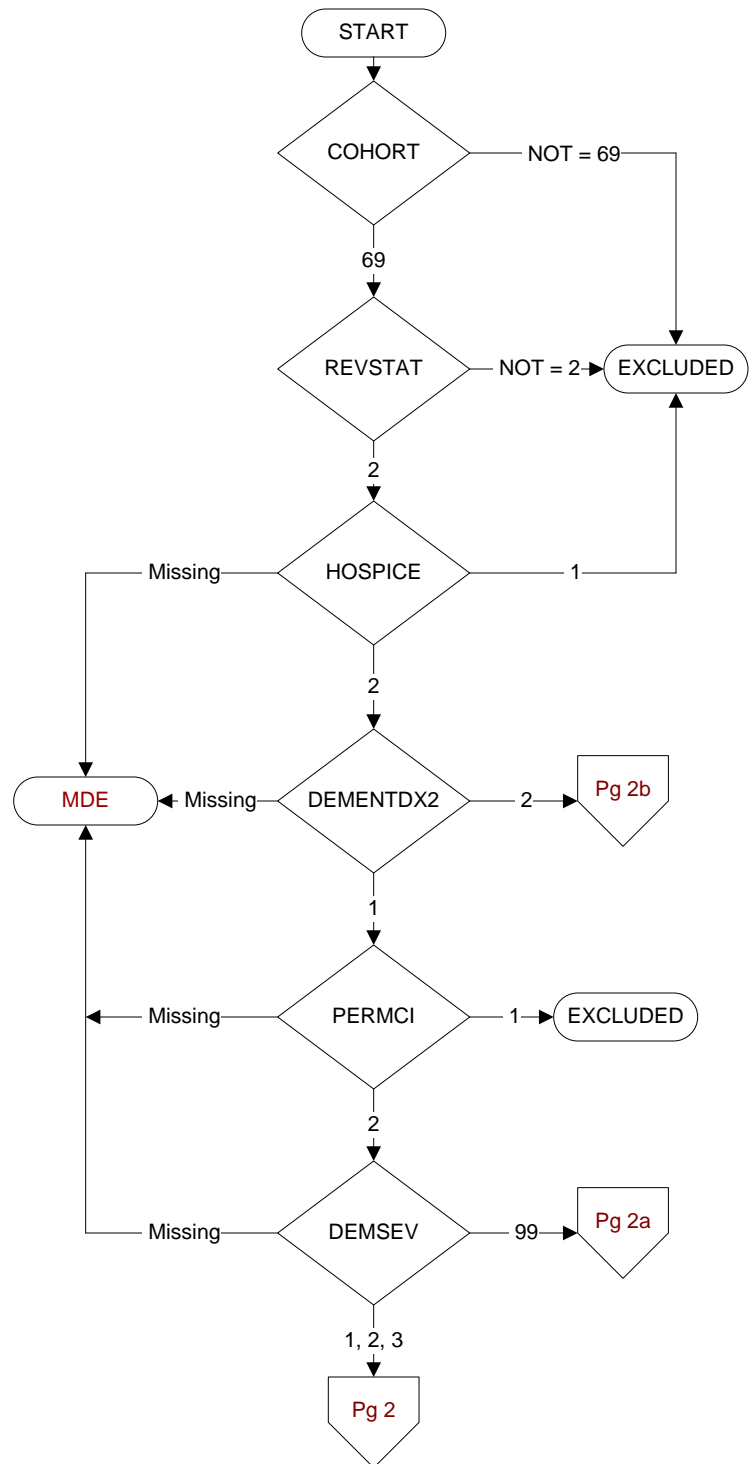 START
COHORT
NOT = 69
69
REVSTAT
NOT = 2
EXCLUDED
2
Missing
HOSPICE
1
2
MDE
Missing
DEMENTDX2
2
Pg 2b
1
Missing
PERMCI
1
EXCLUDED
2
Missing
DEMSEV
99
Pg 2a
1, 2, 3
Pg 2